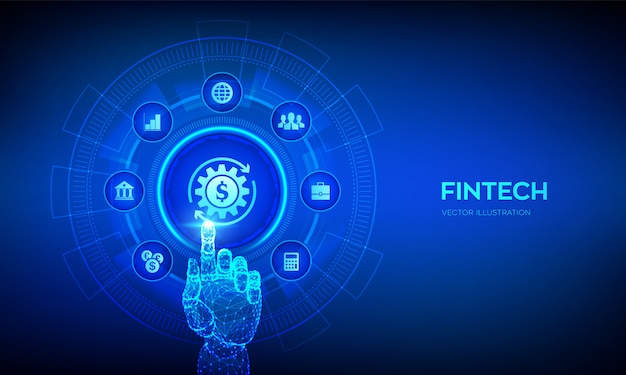 FINTECH
VECTOR ILLUSTRATION